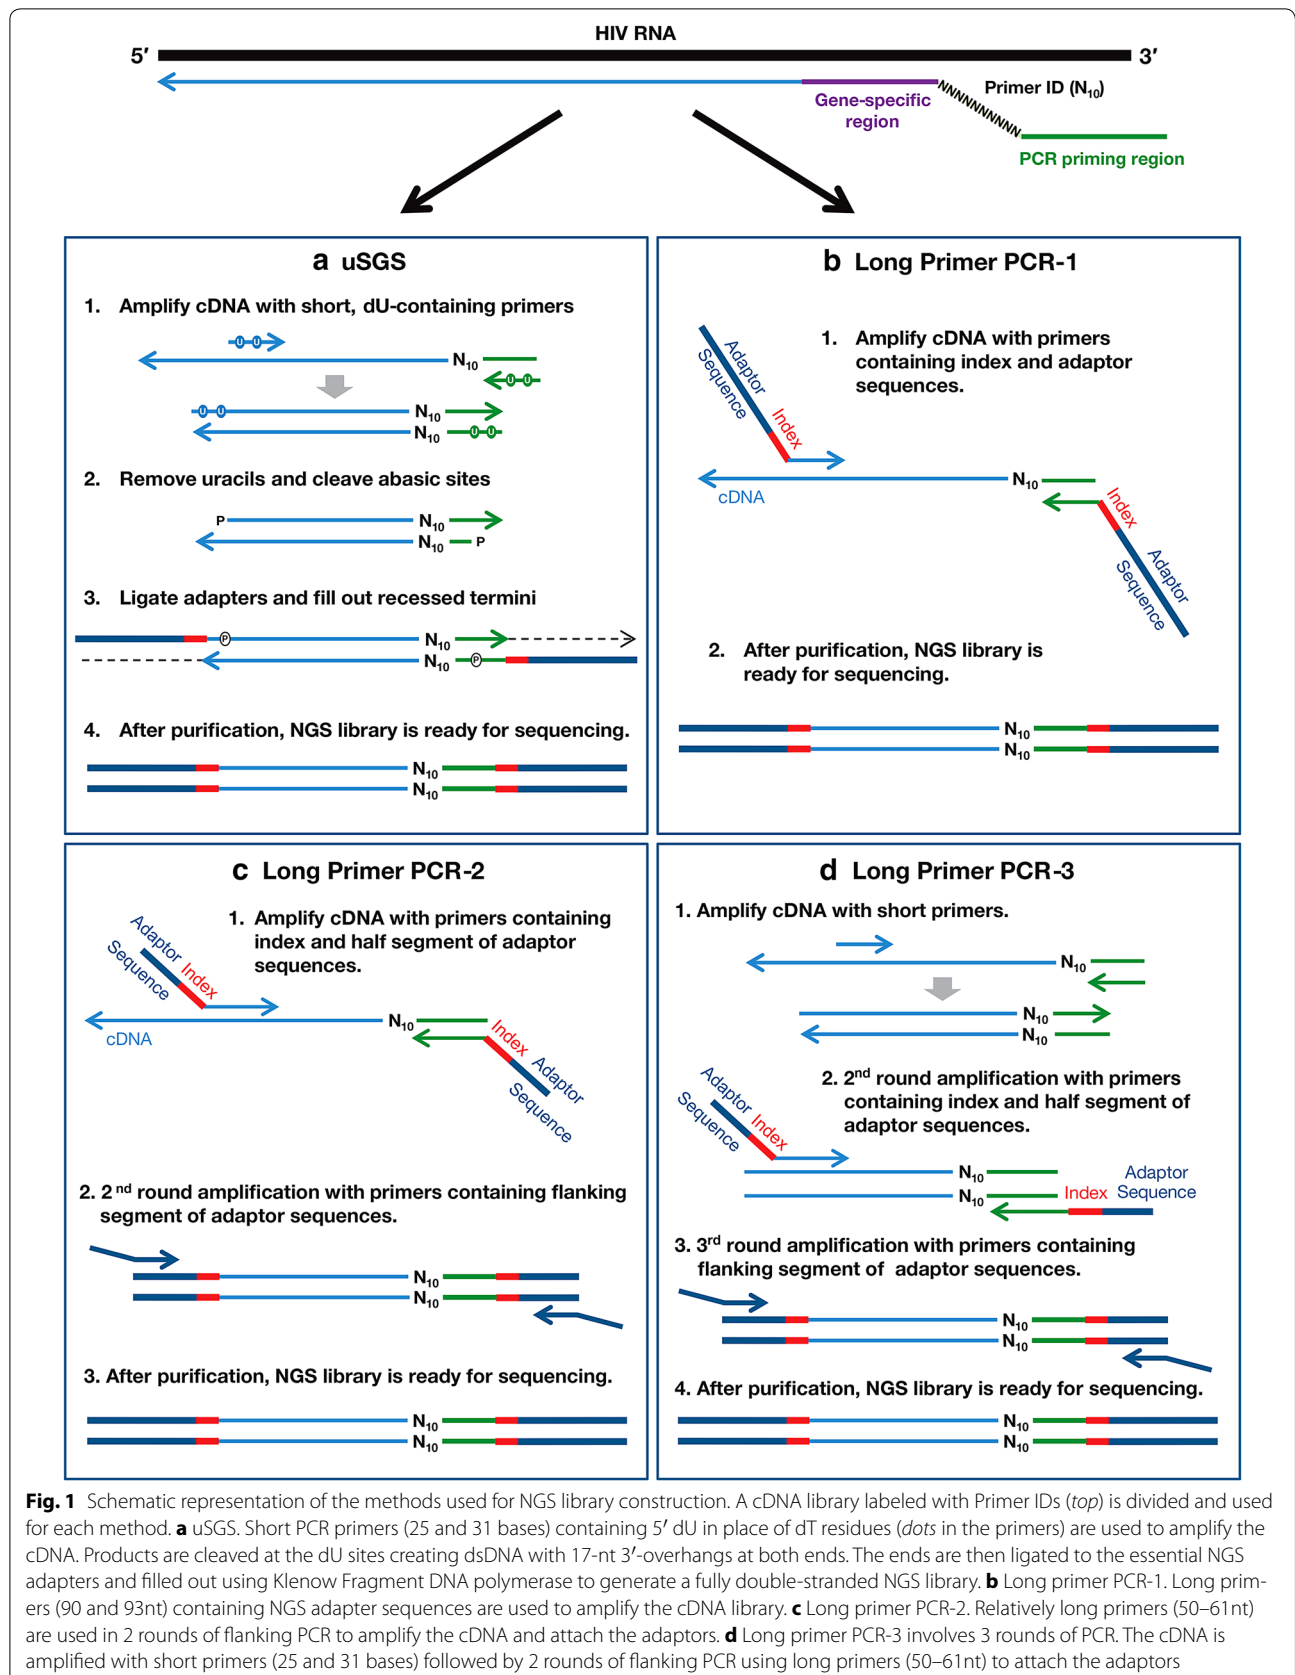 HIV RNA
5′ 3′
Gene-specific
region
Primer ID (N10)
NNNNNNNNNN
PCR priming region
a uSGS
1. Amplify cDNA with short, dU-containing primers
U U
N10
U U
U U
N10
N10
U U
2. Remove uracils and cleave abasic sites
P
N10
N10
P
3. Ligate adapters and fill out recessed termini
P
N10
N10
P
4. After purification, NGS library is ready for sequencing.
N10
N10
b Long Primer PCR-1
1. Amplify cDNA with primers
containing index and adaptor
sequences.
Adaptor
Sequence
Index
cDNA
N10
Index
Adaptor
Sequence
2. After purification, NGS library is
ready for sequencing.
N10
N10
c Long Primer PCR-2
1. Amplify cDNA with primers containing
index and half segment of adaptor
sequences.
Adaptor
Sequence
Index
cDNA
N10
Index
Adaptor
Sequence
2. 2nd round amplification with primers containing flanking
segment of adaptor sequences.
N10
N10
3. After purification, NGS library is ready for sequencing.
N10
N10
d Long Primer PCR-3
1. Amplify cDNA with short primers.
N10
N10
N10
2. 2nd round amplification with primers
containing index and half segment of
adaptor sequences.
Adaptor
Sequence
Index
N10
N10
Index
Adaptor
Sequence
3. 3rd round amplification with primers containing
flanking segment of adaptor sequences.
N10
N10
4. After purification, NGS library is ready for sequencing.
N10
N10
Fig. 1 Schematic representation of the methods used for NGS library construction. A cDNA library labeled with Primer IDs (top) is divided and used
for each method. a uSGS. Short PCR primers (25 and 31 bases) containing 5′ dU in place of dT residues (dots in the primers) are used to amplify the
cDNA. Products are cleaved at the dU sites creating dsDNA with 17-nt 3′-overhangs at both ends. The ends are then ligated to the essential NGS
adapters and filled out using Klenow Fragment DNA polymerase to generate a fully double-stranded NGS library. b Long primer PCR-1. Long prim-
ers (90 and 93nt) containing NGS adapter sequences are used to amplify the cDNA library. c Long primer PCR-2. Relatively long primers (50–61nt)
are used in 2 rounds of flanking PCR to amplify the cDNA and attach the adaptors. d Long primer PCR-3 involves 3 rounds of PCR. The cDNA is
amplified with short primers (25 and 31 bases) followed by 2 rounds of flanking PCR using long primers (50–61nt) to attach the adaptors